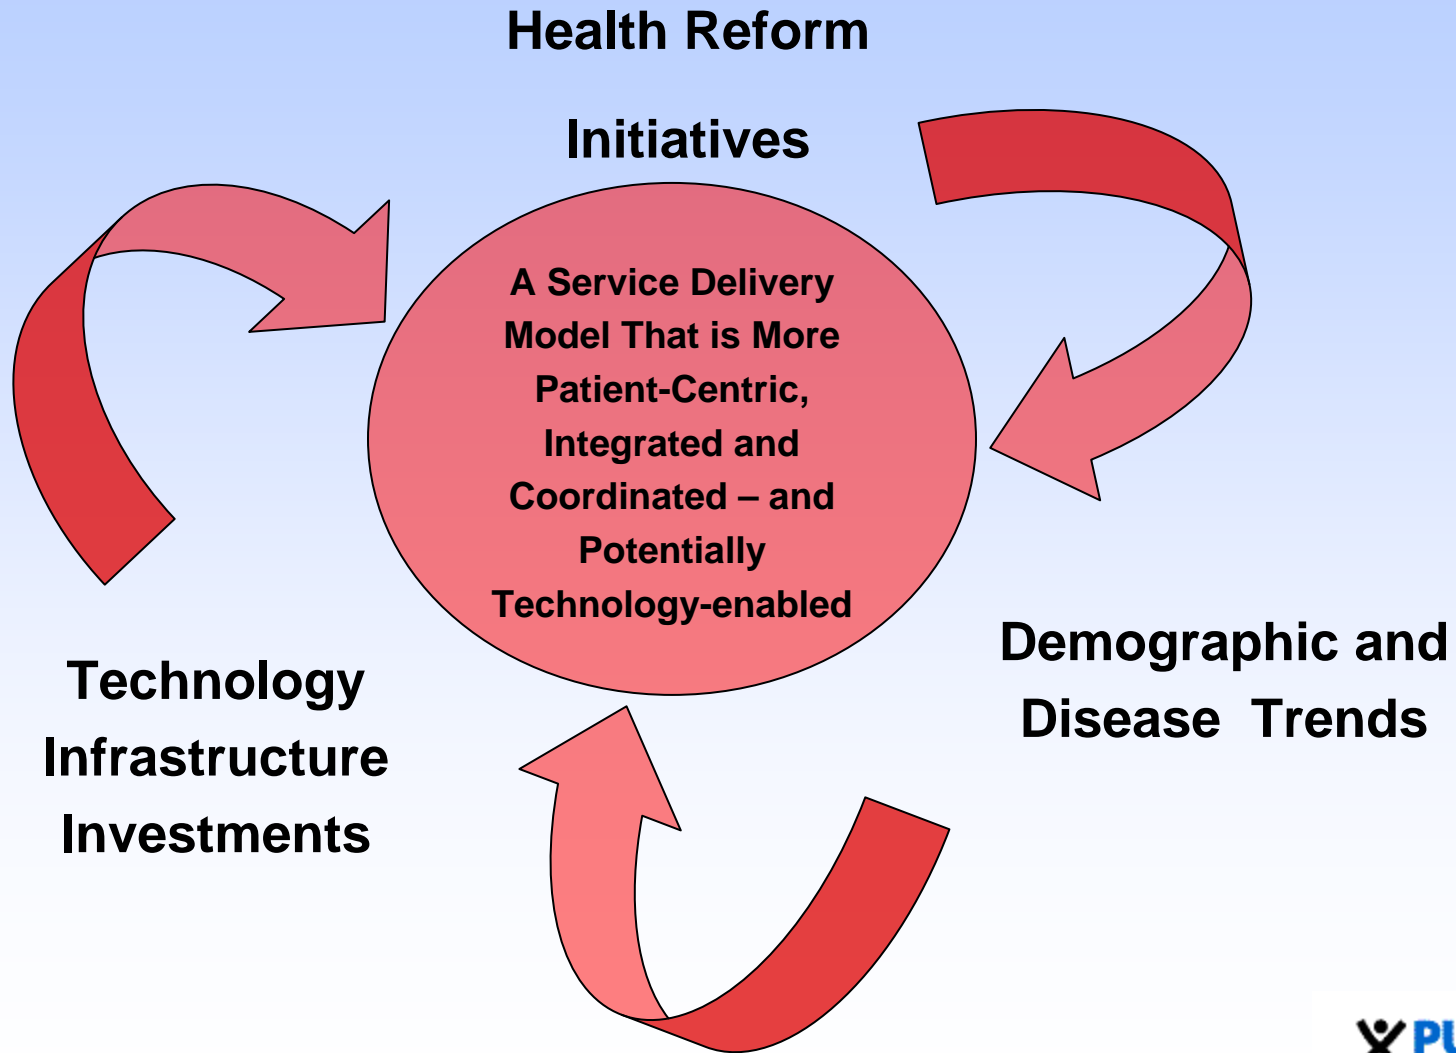 Health Reform
Initiatives
A Service Delivery
Model That is More
Patient-Centric,
Integrated and
Coordinated – and
Potentially
Technology-enabled
Demographic and
Disease Trends
Technology
Infrastructure
Investments